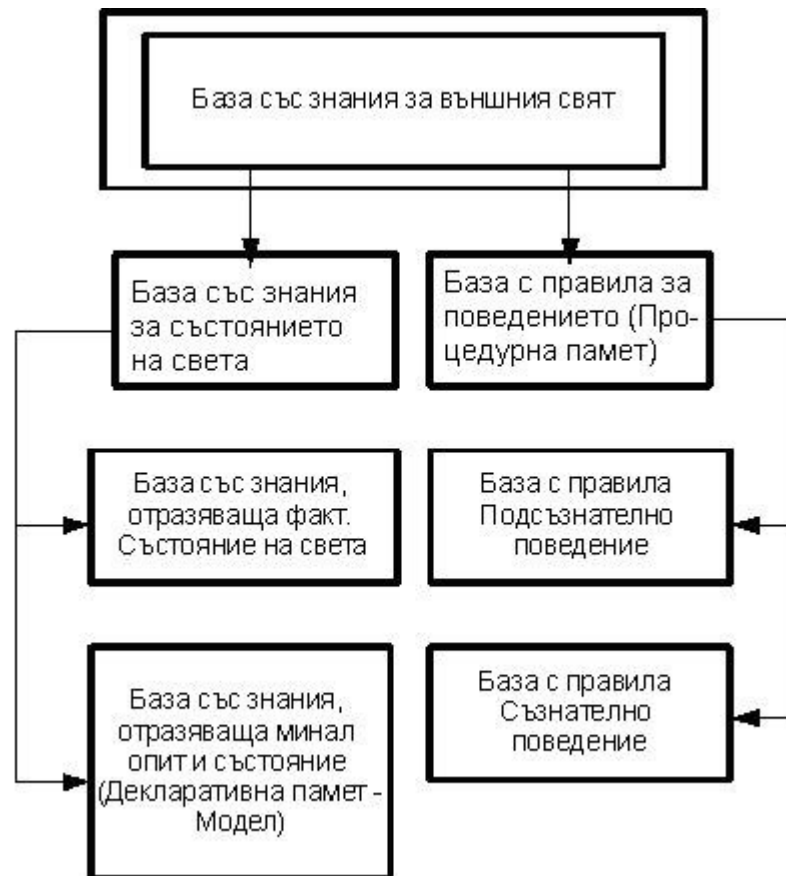 База със знания за външния свят
База със знания
за състоянието
на света
База с правила за
поведението (Про-
цедурна памет)
База със знания,
отразяваща факт.
Състояние на света
База с правила
Подсъзнателно
поведение
База със знания,
отразяваща минал
опит и състояние
(Декларативна памет -
Модел)
База с правила
Съзнателно
поведение